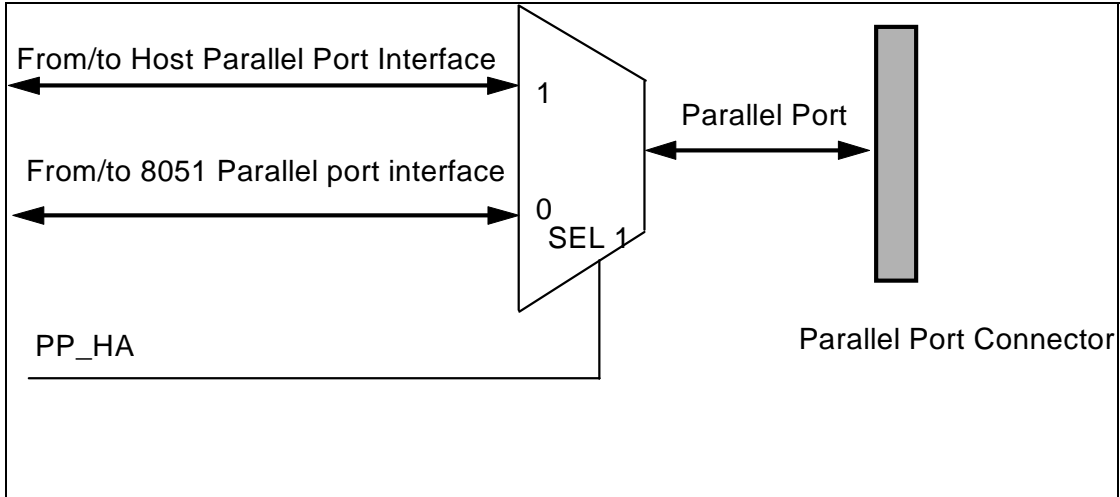 From/to Host Parallel Port Interface
1
Parallel Port
From/to 8051 Parallel port interface
0
SEL 1
PP_HA
Parallel Port Connector